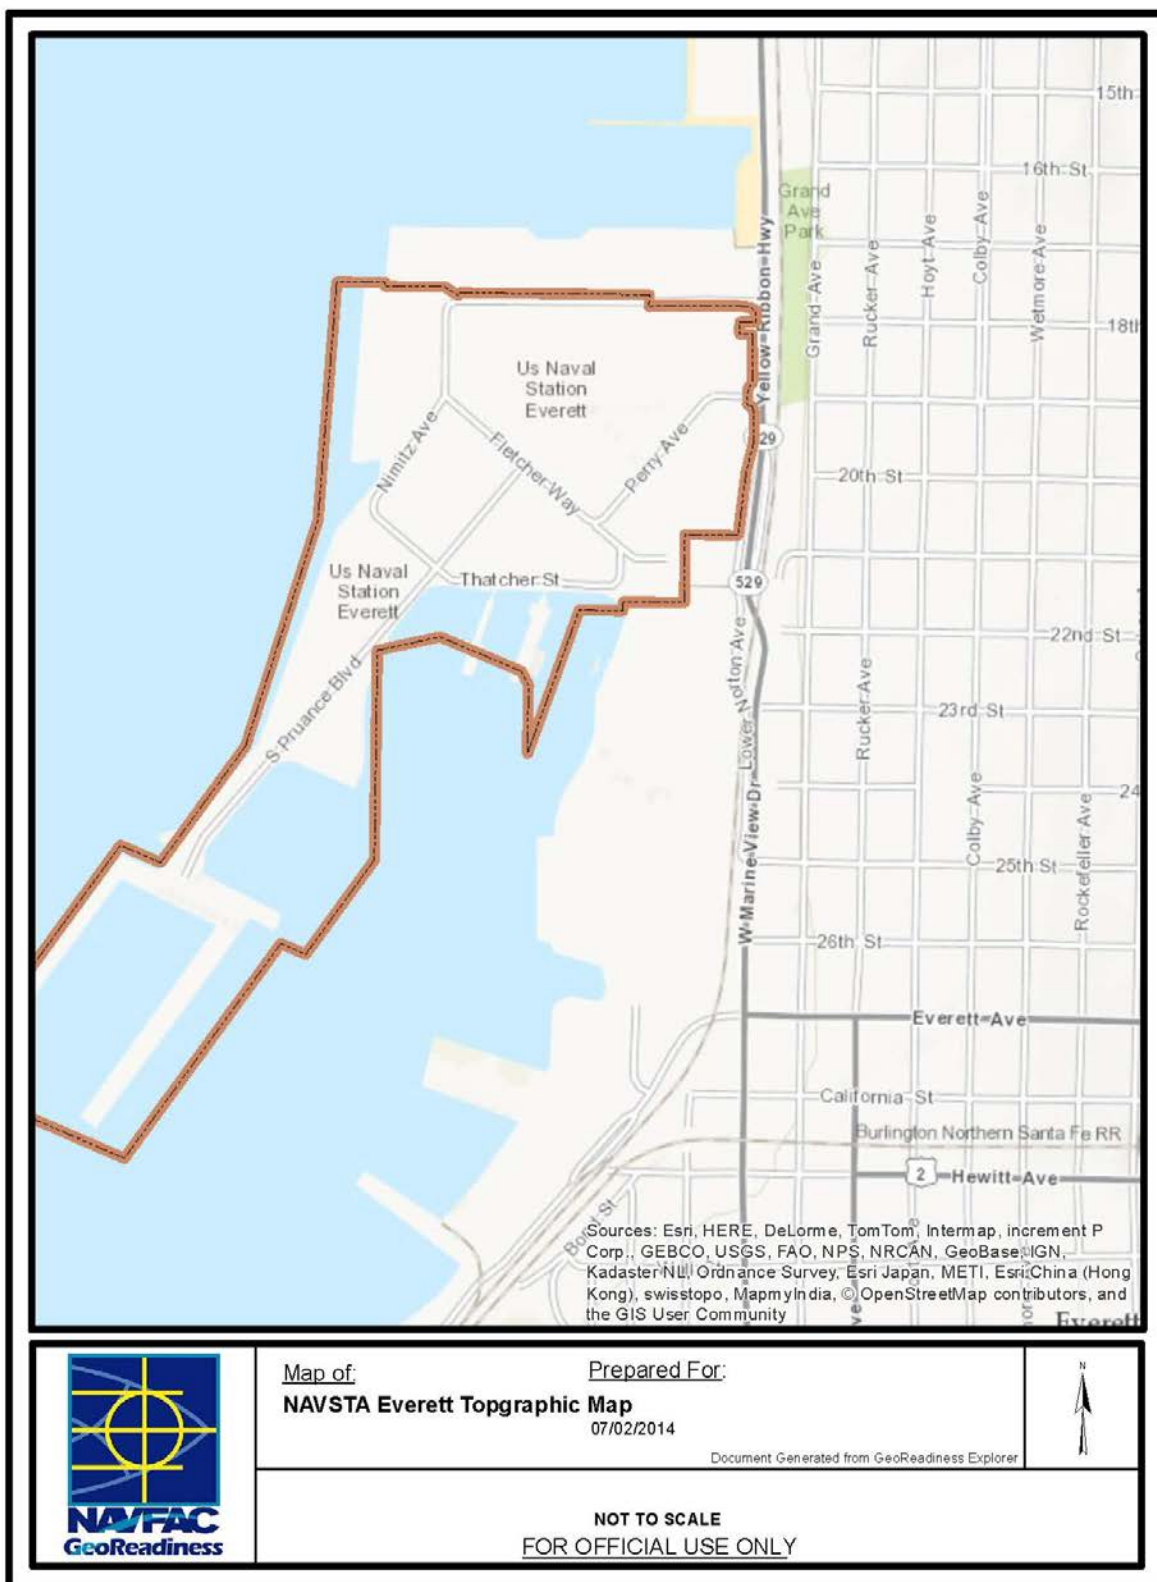 15th
16th St
Grand
Ave
Park
Yellow Ribbon Hwy
Grand Ave
Rucker Ave
Hoyt Ave
Colby Ave
Wetmore Ave
18th
Us Naval
Station
Everett
Nimitz Ave
Fletcher Way
Perry Ave
29
20th St
Us Naval
Station
Everett
Thatcher St
529
22nd St
S Pruance Blvd
Lower Norton Ave
Rucker Ave
23rd St
W Marine View Dr
24
Colby Ave
25th St
Rockefeller Ave
26th St
Everett Ave
California St
Burlington Northern Santa Fe RR
2
Hewitt Ave
Bond St
Sources: Esri, HERE, DeLorme, TomTom, Intermap, increment P
Corp., GEBCO, USGS, FAO, NPS, NRCAN, GeoBase, IGN,
Kadaster NL, Ordnance Survey, Esri Japan, METI, Esri China (Hong
Kong), swisstopo, MapmyIndia, © OpenStreetMap contributors, and
the GIS User Community
Everett
NAVFAC
GeoReadiness
Map of:
Prepared For:
NAVSTA Everett Topgraphic Map
07/02/2014
Document Generated from GeoReadiness Explorer
N
NOT TO SCALE
FOR OFFICIAL USE ONLY